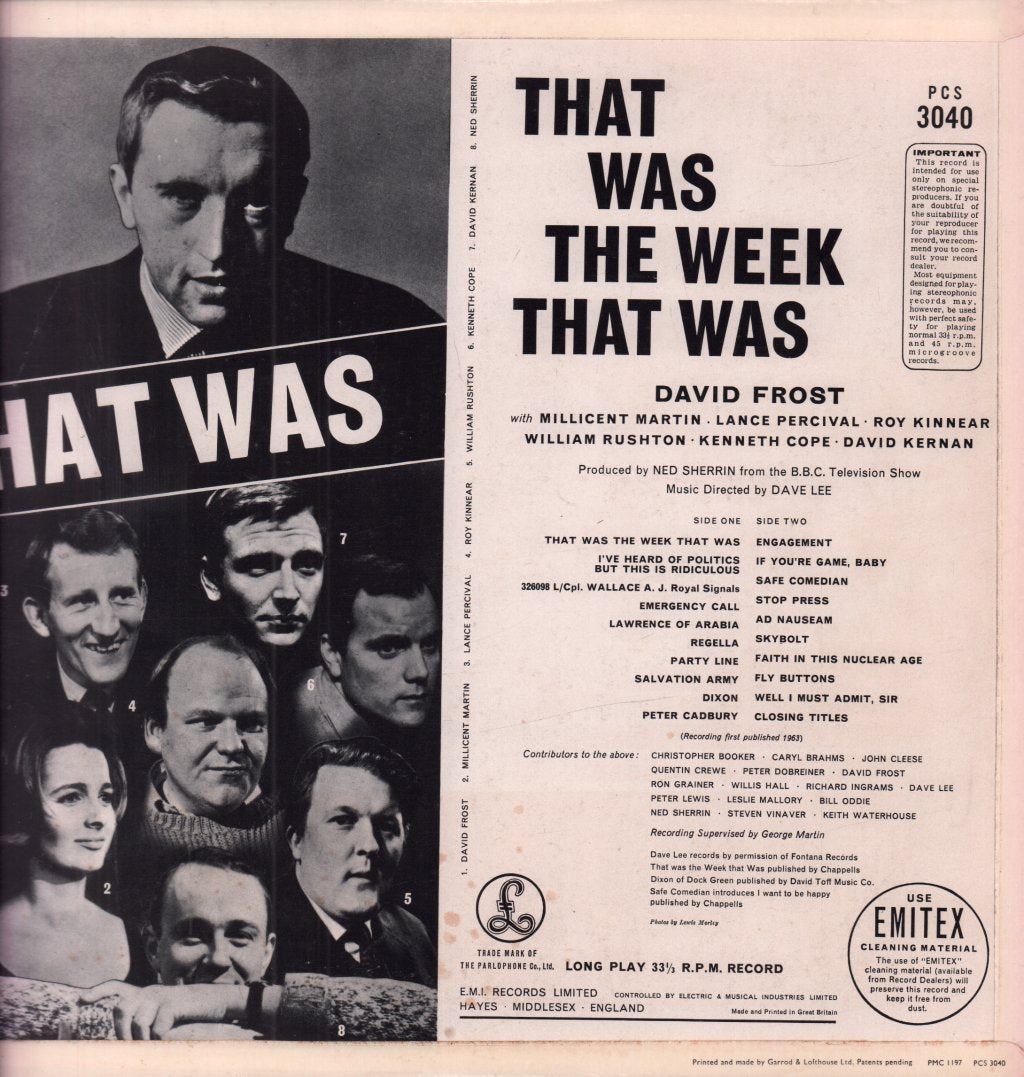 HAT WAS
3
7
4
6
2
5
8
1. DAVID FROST 2. MILLICENT MARTIN 3. LANCE PERCIVAL 4. ROY KINNEAR 5. WILLIAM RUSHTON 6. KENNETH COPE 7. DAVID KERNAN 8. NED SHERRIN
THAT
WAS
THE WEEK
THAT WAS
PCS
3040
IMPORTANT
This record is
intended for use
only on special
stereophonic re-
producers. If you
are doubtful of
the suitability of
your reproducer
for playing this
record, we recom-
mend you to con-
sult your record
dealer.
Most equipment
designed for play-
ing stereophonic
records may,
however, be used
with perfect safe-
ty for playing
normal 33⅓ r.p.m.
and 45 r.p.m.
microgroove
records.
DAVID FROST
with MILLICENT MARTIN · LANCE PERCIVAL · ROY KINNEAR
WILLIAM RUSHTON · KENNETH COPE · DAVID KERNAN
Produced by NED SHERRIN from the B.B.C. Television Show
Music Directed by DAVE LEE
SIDE ONE
THAT WAS THE WEEK THAT WAS
I'VE HEARD OF POLITICS
BUT THIS IS RIDICULOUS
326098 L/Cpl. WALLACE A. J. Royal Signals
EMERGENCY CALL
LAWRENCE OF ARABIA
REGELLA
PARTY LINE
SALVATION ARMY
DIXON
PETER CADBURY
SIDE TWO
ENGAGEMENT
IF YOU'RE GAME, BABY
SAFE COMEDIAN
STOP PRESS
AD NAUSEAM
SKYBOLT
FAITH IN THIS NUCLEAR AGE
FLY BUTTONS
WELL I MUST ADMIT, SIR
CLOSING TITLES
(Recording first published 1963)
Contributors to the above: CHRISTOPHER BOOKER · CARYL BRAHMS · JOHN CLEESE
QUENTIN CREWE · PETER DOBREINER · DAVID FROST
RON GRAINER · WILLIS HALL · RICHARD INGRAMS · DAVE LEE
PETER LEWIS · LESLIE MALLORY · BILL ODDIE
NED SHERRIN · STEVEN VINAVER · KEITH WATERHOUSE
Recording Supervised by George Martin
Dave Lee records by permission of Fontana Records
That was the Week that Was published by Chappells
Dixon of Dock Green published by David Toff Music Co.
Safe Comedian introduces I want to be happy
published by Chappells
Photos by Lewis Morley
£
TRADE MARK OF
THE PARLOPHONE Co., Ltd.
LONG PLAY 33⅓ R.P.M. RECORD
E.M.I. RECORDS LIMITED
HAYES · MIDDLESEX · ENGLAND
CONTROLLED BY ELECTRIC & MUSICAL INDUSTRIES LIMITED
Made and Printed in Great Britain
USE
EMITEX
CLEANING MATERIAL
The use of "EMITEX"
cleaning material (available
from Record Dealers) will
preserve this record and
keep it free from
dust.
Printed and made by Garrod & Lofthouse Ltd. Patents pending PMC 1197 PCS 3040